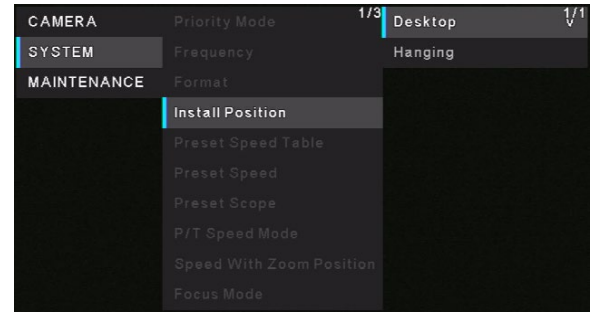 CAMERA
SYSTEM
MAINTENANCE
1/3
Priority Mode
Frequency
Format
Install Position
Preset Speed Table
Preset Speed
Preset Scope
P/T Speed Mode
Speed With Zoom Position
Focus Mode
1/1
Desktop
Hanging